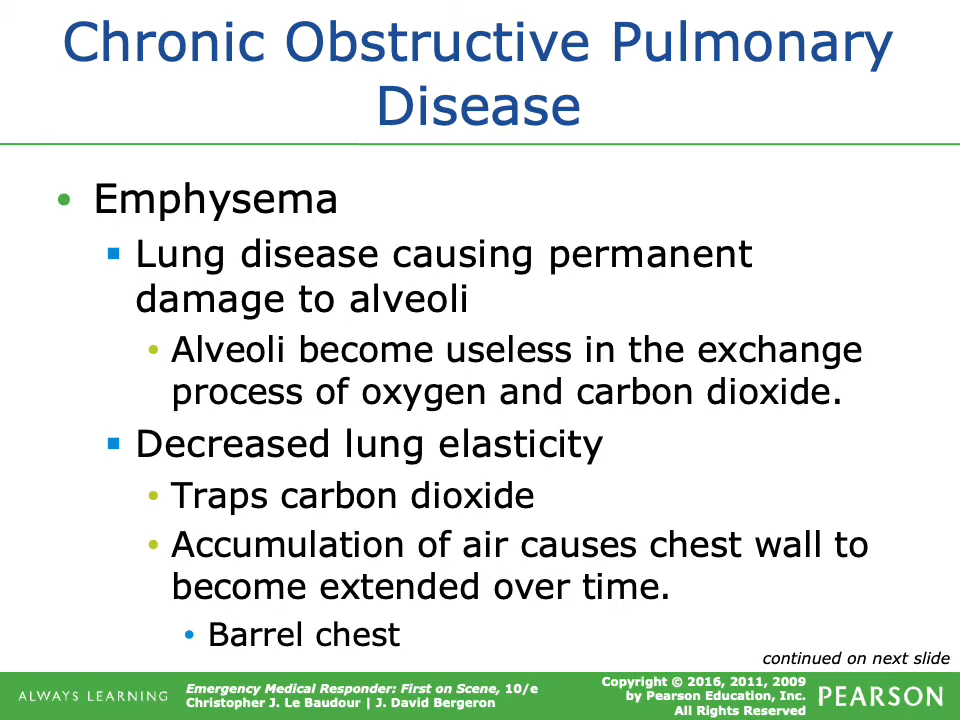 Chronic Obstructive Pulmonary
Disease
• Emphysema
▪ Lung disease causing permanent
damage to alveoli
• Alveoli become useless in the exchange
process of oxygen and carbon dioxide.
▪ Decreased lung elasticity
• Traps carbon dioxide
• Accumulation of air causes chest wall to
become extended over time.
• Barrel chest
continued on next slide
ALWAYS LEARNING
Emergency Medical Responder: First on Scene, 10/e
Christopher J. Le Baudour | J. David Bergeron
Copyright © 2016, 2011, 2009
by Pearson Education, Inc.
All Rights Reserved
PEARSON